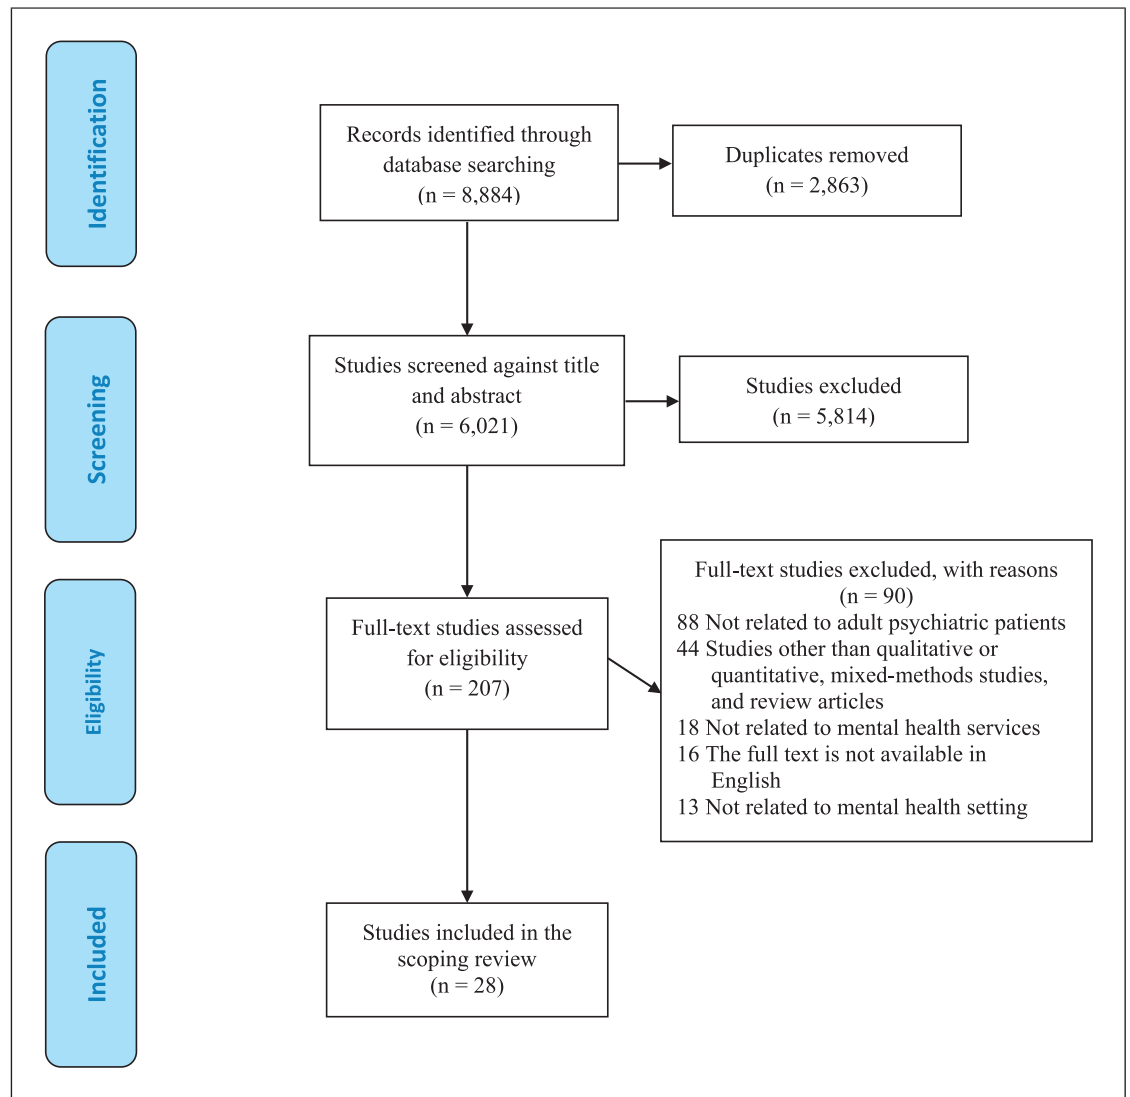 Identification
Records identified through
database searching
(n = 8,884)
Duplicates removed
(n = 2,863)
Screening
Studies screened against title
and abstract
(n = 6,021)
Studies excluded
(n = 5,814)
Eligibility
Full-text studies assessed
for eligibility
(n = 207)
Full-text studies excluded, with reasons
(n = 90)
88 Not related to adult psychiatric patients
44 Studies other than qualitative or
quantitative, mixed-methods studies,
and review articles
18 Not related to mental health services
16 The full text is not available in
English
13 Not related to mental health setting
Included
Studies included in the
scoping review
(n = 28)